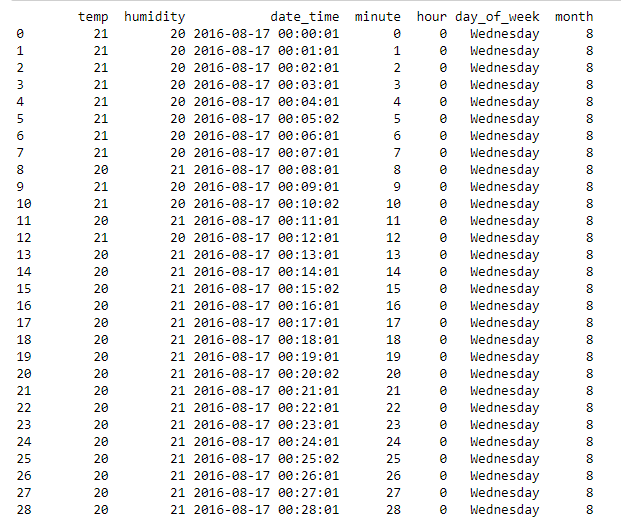 temp humidity date_time minute hour day_of_week month
0 21 20 2016-08-17 00:00:01 0 0 Wednesday 8
1 21 20 2016-08-17 00:01:01 1 0 Wednesday 8
2 21 20 2016-08-17 00:02:01 2 0 Wednesday 8
3 21 20 2016-08-17 00:03:01 3 0 Wednesday 8
4 21 20 2016-08-17 00:04:01 4 0 Wednesday 8
5 21 20 2016-08-17 00:05:02 5 0 Wednesday 8
6 21 20 2016-08-17 00:06:01 6 0 Wednesday 8
7 21 20 2016-08-17 00:07:01 7 0 Wednesday 8
8 20 21 2016-08-17 00:08:01 8 0 Wednesday 8
9 21 20 2016-08-17 00:09:01 9 0 Wednesday 8
10 21 20 2016-08-17 00:10:02 10 0 Wednesday 8
11 20 21 2016-08-17 00:11:01 11 0 Wednesday 8
12 21 20 2016-08-17 00:12:01 12 0 Wednesday 8
13 20 21 2016-08-17 00:13:01 13 0 Wednesday 8
14 20 21 2016-08-17 00:14:01 14 0 Wednesday 8
15 20 21 2016-08-17 00:15:02 15 0 Wednesday 8
16 20 21 2016-08-17 00:16:01 16 0 Wednesday 8
17 20 21 2016-08-17 00:17:01 17 0 Wednesday 8
18 20 21 2016-08-17 00:18:01 18 0 Wednesday 8
19 20 21 2016-08-17 00:19:01 19 0 Wednesday 8
20 20 21 2016-08-17 00:20:02 20 0 Wednesday 8
21 20 21 2016-08-17 00:21:01 21 0 Wednesday 8
22 20 21 2016-08-17 00:22:01 22 0 Wednesday 8
23 20 21 2016-08-17 00:23:01 23 0 Wednesday 8
24 20 21 2016-08-17 00:24:01 24 0 Wednesday 8
25 20 21 2016-08-17 00:25:02 25 0 Wednesday 8
26 20 21 2016-08-17 00:26:01 26 0 Wednesday 8
27 20 21 2016-08-17 00:27:01 27 0 Wednesday 8
28 20 21 2016-08-17 00:28:01 28 0 Wednesday 8